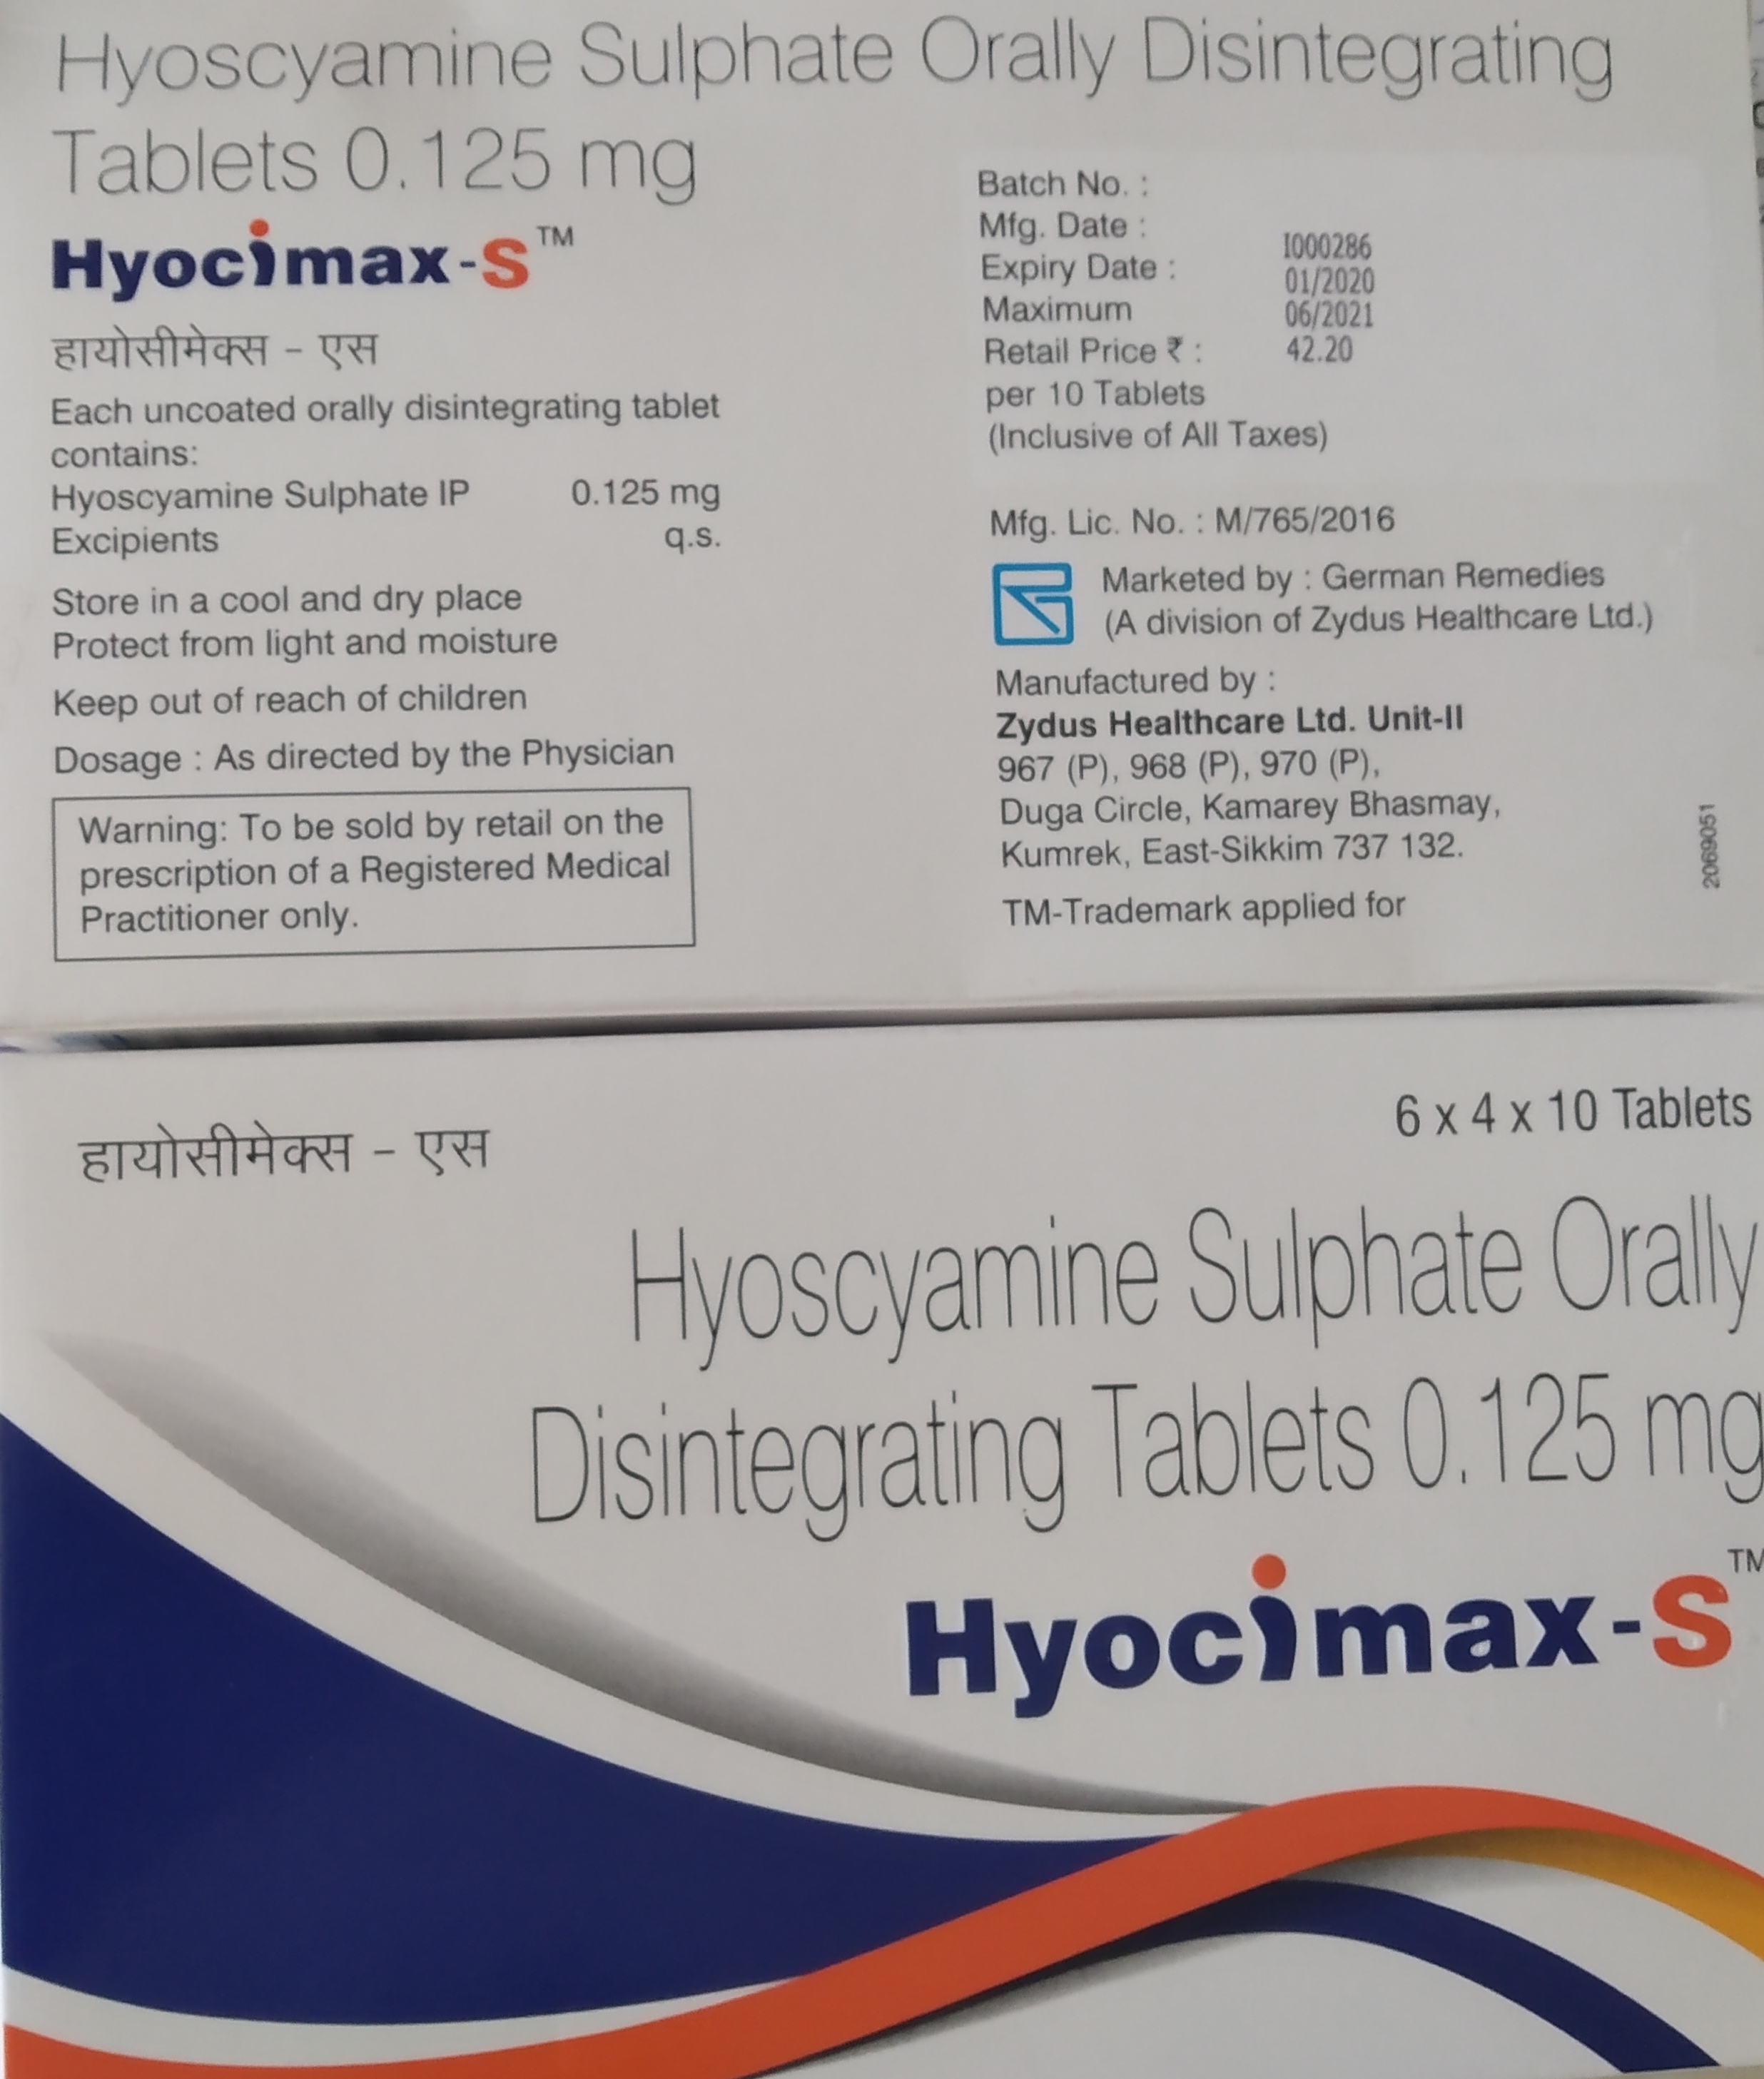 Hyoscyamine Sulphate Orally Disintegrating
Tablets 0.125 mg
Hyocimax-S™
हायोसीमेक्स - एस
Each uncoated orally disintegrating tablet
contains:
Hyoscyamine Sulphate IP 0.125 mg
Excipients q.s.
Store in a cool and dry place
Protect from light and moisture
Keep out of reach of children
Dosage : As directed by the Physician
Warning: To be sold by retail on the
prescription of a Registered Medical
Practitioner only.
Batch No. :
Mfg. Date :
Expiry Date :
Maximum
Retail Price ₹ :
per 10 Tablets
(Inclusive of All Taxes)
I000286
01/2020
06/2021
42.20
Mfg. Lic. No. : M/765/2016
Marketed by : German Remedies
(A division of Zydus Healthcare Ltd.)
Manufactured by :
Zydus Healthcare Ltd. Unit-II
967 (P), 968 (P), 970 (P),
Duga Circle, Kamarey Bhasmay,
Kumrek, East-Sikkim 737 132.
TM-Trademark applied for
2069051
हायोसीमेक्स - एस
6 x 4 x 10 Tablets
Hyoscyamine Sulphate Orally
Disintegrating Tablets 0.125 mg
Hyocimax-S™